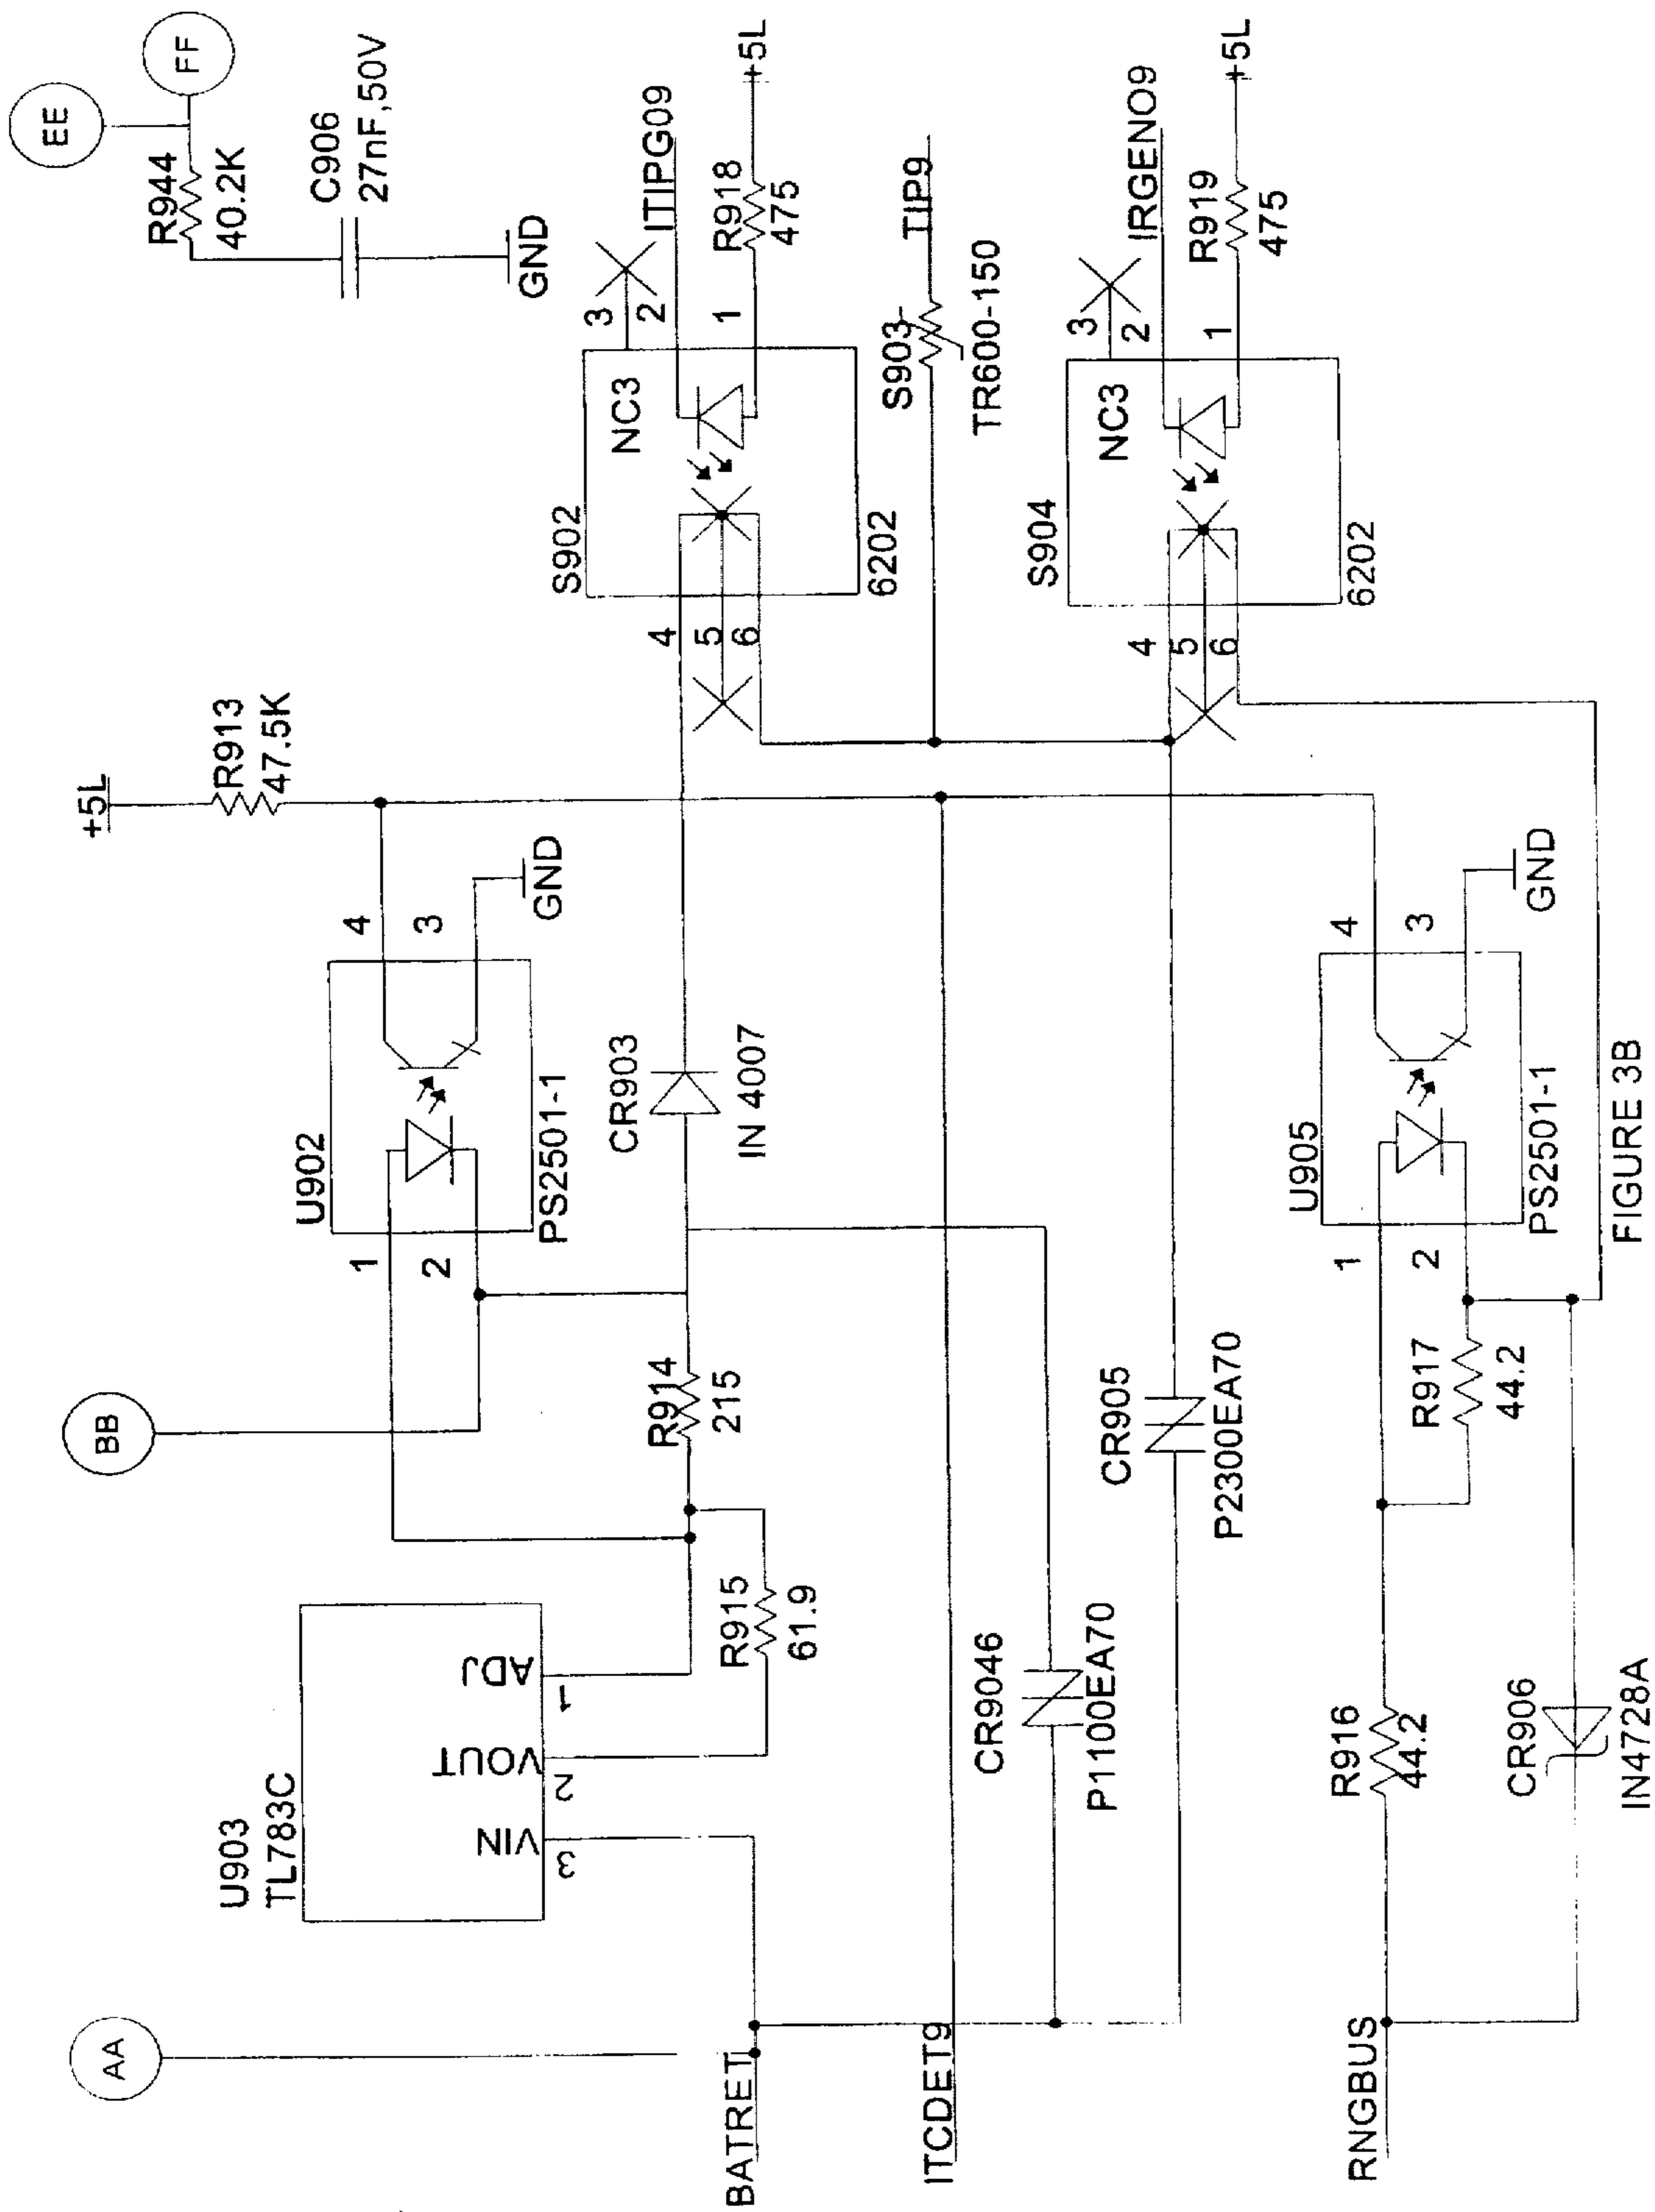 EE
FF
R944
40.2K
C906
27nF,50V
GND
ITIPG09
+5L
R918
475
3
2
1
NC3
S902
6202
4
5
6
TIP9
S903
TR600-150
IRGENO9
+5L
R919
475
3
2
1
NC3
S904
6202
4
5
6
+5L
R913
47.5K
GND
4
3
U902
PS2501-1
1
2
CR903
IN 4007
BB
R914
215
R915
61.9
U903
TL783C
ADJ
1
VOUT
2
VIN
3
AA
BATRET
ITCDET9
CR9046
P1100EA70
CR905
P2300EA70
GND
4
3
U905
PS2501-1
1
2
R917
44.2
R916
44.2
CR906
IN4728A
RNGBUS
FIGURE 3B